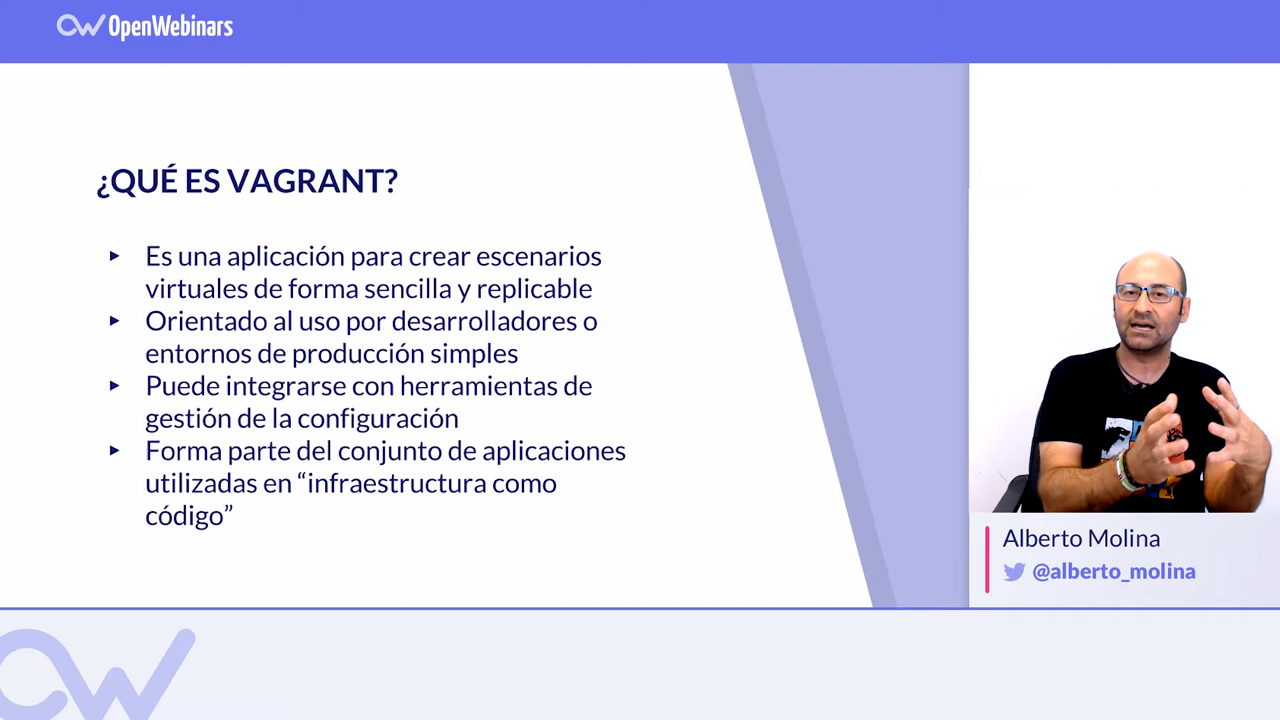 OpenWebinars
¿QUÉ ES VAGRANT?
▸ Es una aplicación para crear escenarios
virtuales de forma sencilla y replicable
▸ Orientado al uso por desarrolladores o
entornos de producción simples
▸ Puede integrarse con herramientas de
gestión de la configuración
▸ Forma parte del conjunto de aplicaciones
utilizadas en “infraestructura como
código”
Alberto Molina
@alberto_molina